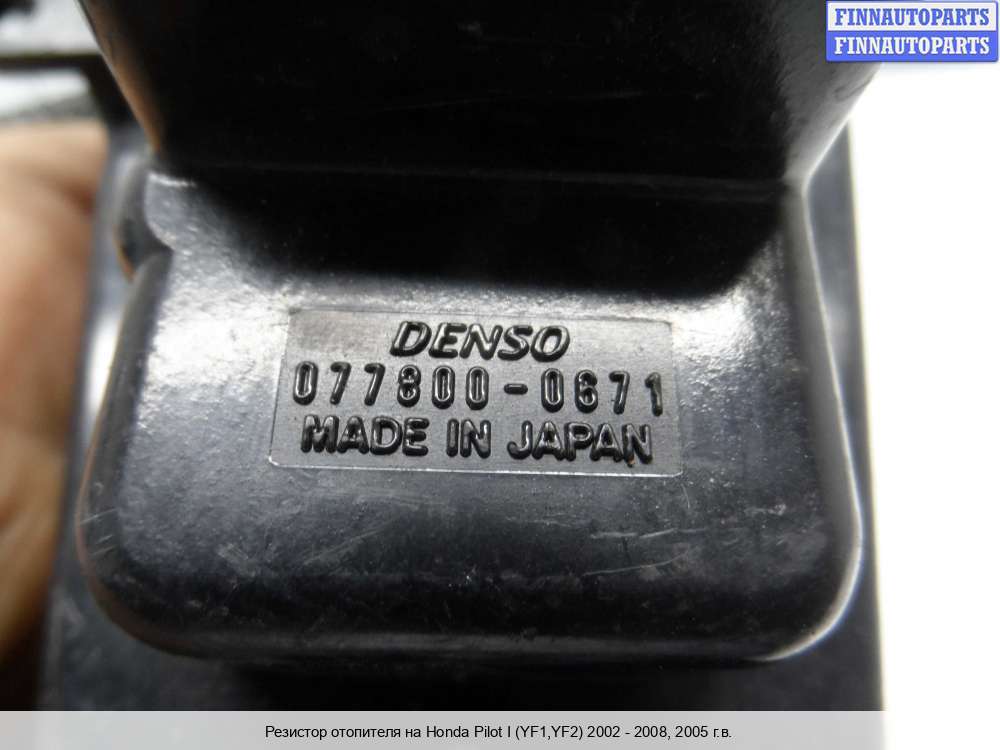 FINNAUTOPARTS
FINNAUTOPARTS
DENSO
077800-0671
MADE IN JAPAN
Резистор отопителя на Honda Pilot I (YF1,YF2) 2002 - 2008, 2005 г.в.